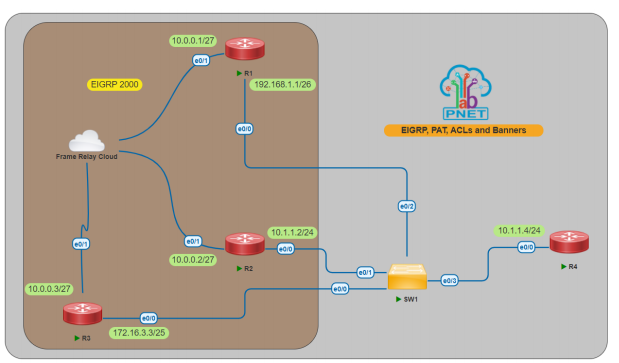 10.0.0.1/27
e0/1
R1
EIGRP 2000
192.168.1.1/26
PNET
lab
EIGRP, PAT, ACLs and Banners
e0/0
Frame Relay Cloud
e0/2
10.1.1.2/24
10.1.1.4/24
e0/1
e0/1
e0/0
e0/0
10.0.0.2/27
R2
R4
e0/1
e0/3
10.0.0.3/27
e0/0
SW1
e0/0
172.16.3.3/25
R3